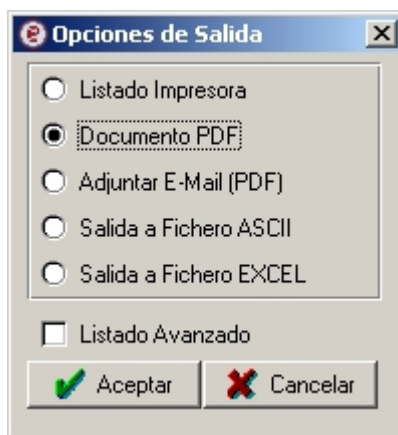 Opciones de Salida
Listado Impresora
Documento PDF
Adjuntar E-Mail (PDF)
Salida a Fichero ASCII
Salida a Fichero EXCEL
Listado Avanzado
Aceptar Cancelar